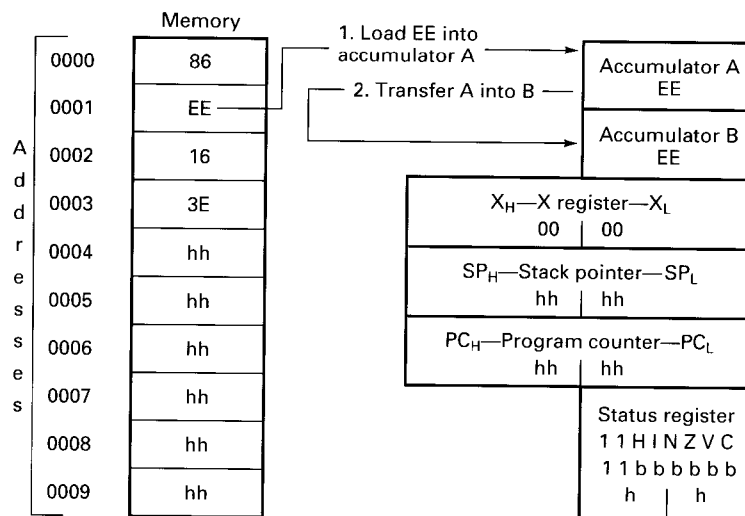 Memory
Addresses
0000 86
0001 EE
0002 16
0003 3E
0004 hh
0005 hh
0006 hh
0007 hh
0008 hh
0009 hh
1. Load EE into
accumulator A
2. Transfer A into B
Accumulator A
EE
Accumulator B
EE
XH—X register—XL
00 00
SPH—Stack pointer—SPL
hh hh
PCH—Program counter—PCL
hh hh
Status register
1 1 H I N Z V C
1 1 b b b b b b
h h